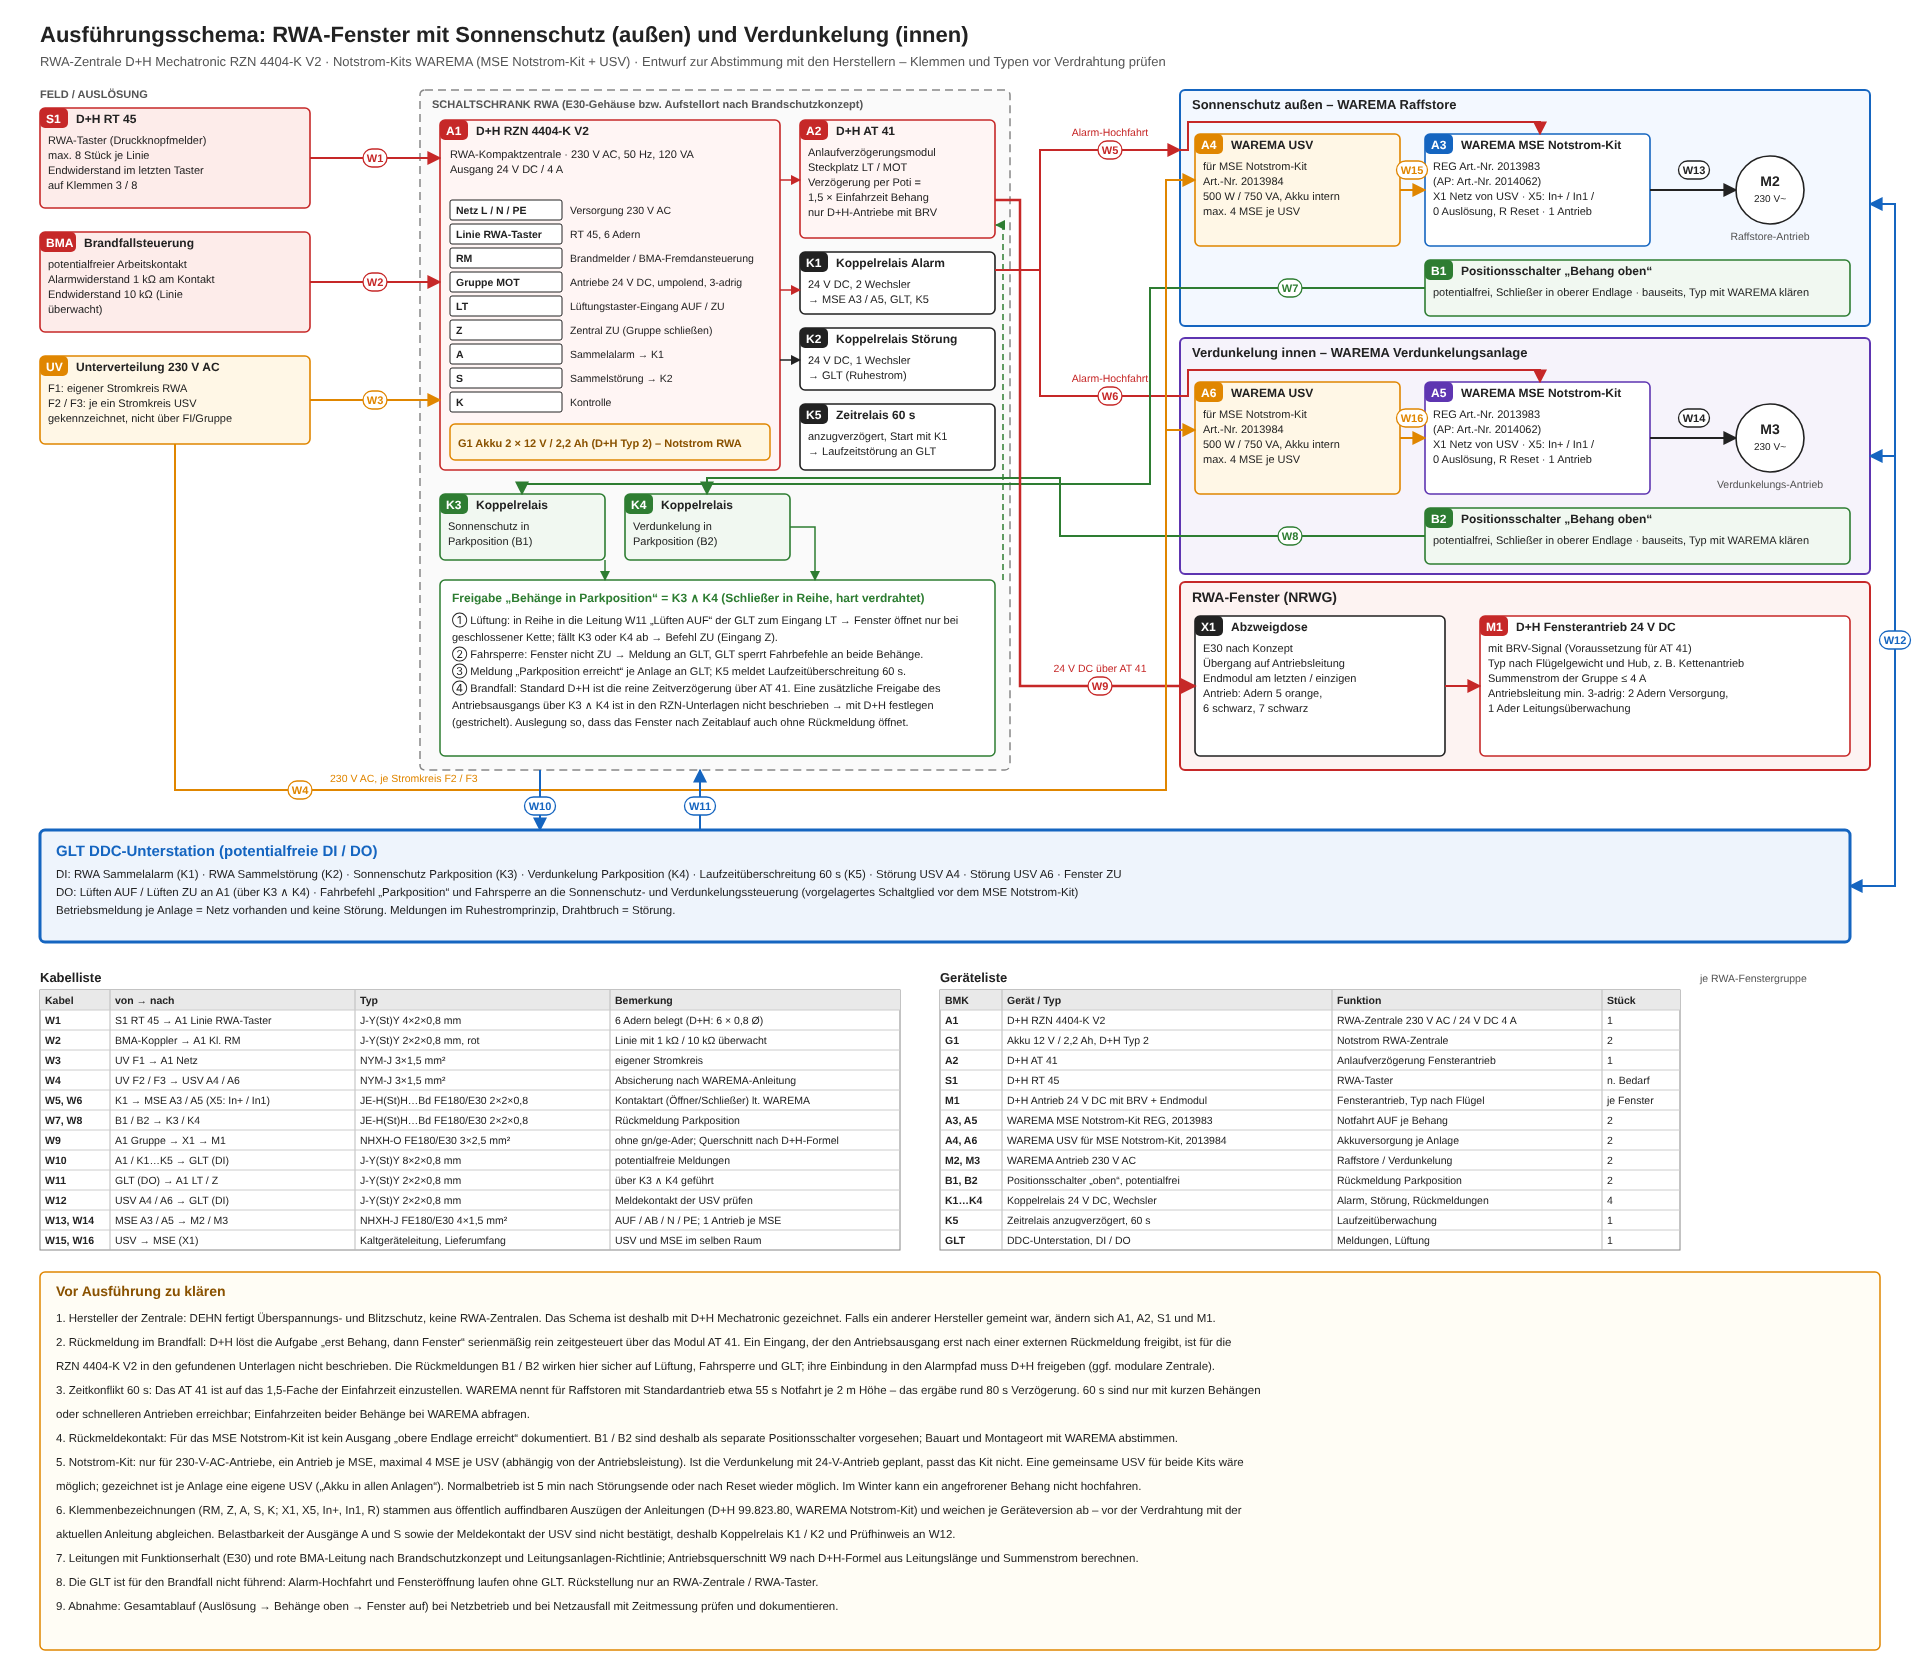 Ausführungsschema: RWA-Fenster mit Sonnenschutz (außen) und Verdunkelung (innen)
RWA-Zentrale D+H Mechatronic RZN 4404-K V2 · Notstrom-Kits WAREMA (MSE Notstrom-Kit + USV) · Entwurf zur Abstimmung mit den Herstellern – Klemmen und Typen vor Verdrahtung prüfen
FELD / AUSLÖSUNG
S1 D+H RT 45
RWA-Taster (Druckknopfmelder)
max. 8 Stück je Linie
Endwiderstand im letzten Taster
auf Klemmen 3 / 8
W1
BMA Brandfallsteuerung
potentialfreier Arbeitskontakt
Alarmwiderstand 1 kΩ am Kontakt
Endwiderstand 10 kΩ (Linie
überwacht)
W2
UV Unterverteilung 230 V AC
F1: eigener Stromkreis RWA
F2 / F3: je ein Stromkreis USV
gekennzeichnet, nicht über FI/Gruppe
W3
SCHALTSCHRANK RWA (E30-Gehäuse bzw. Aufstellort nach Brandschutzkonzept)
A1 D+H RZN 4404-K V2
RWA-Kompaktzentrale · 230 V AC, 50 Hz, 120 VA
Ausgang 24 V DC / 4 A
Netz L / N / PE Versorgung 230 V AC
Linie RWA-Taster RT 45, 6 Adern
RM Brandmelder / BMA-Fremdansteuerung
Gruppe MOT Antriebe 24 V DC, umpolend, 3-adrig
LT Lüftungstaster-Eingang AUF / ZU
Z Zentral ZU (Gruppe schließen)
A Sammelalarm → K1
S Sammelstörung → K2
K Kontrolle
G1 Akku 2 × 12 V / 2,2 Ah (D+H Typ 2) – Notstrom RWA
A2 D+H AT 41
Anlaufverzögerungsmodul
Steckplatz LT / MOT
Verzögerung per Poti =
1,5 × Einfahrzeit Behang
nur D+H-Antriebe mit BRV
K1 Koppelrelais Alarm
24 V DC, 2 Wechsler
→ MSE A3 / A5, GLT, K5
K2 Koppelrelais Störung
24 V DC, 1 Wechsler
→ GLT (Ruhestrom)
K5 Zeitrelais 60 s
anzugverzögert, Start mit K1
→ Laufzeitstörung an GLT
K3 Koppelrelais
Sonnenschutz in
Parkposition (B1)
K4 Koppelrelais
Verdunkelung in
Parkposition (B2)
Freigabe „Behänge in Parkposition“ = K3 ∧ K4 (Schließer in Reihe, hart verdrahtet)
① Lüftung: in Reihe in die Leitung W11 „Lüften AUF“ der GLT zum Eingang LT → Fenster öffnet nur bei
geschlossener Kette; fällt K3 oder K4 ab → Befehl ZU (Eingang Z).
② Fahrsperre: Fenster nicht ZU → Meldung an GLT, GLT sperrt Fahrbefehle an beide Behänge.
③ Meldung „Parkposition erreicht“ je Anlage an GLT; K5 meldet Laufzeitüberschreitung 60 s.
④ Brandfall: Standard D+H ist die reine Zeitverzögerung über AT 41. Eine zusätzliche Freigabe des
Antriebsausgangs über K3 ∧ K4 ist in den RZN-Unterlagen nicht beschrieben → mit D+H festlegen
(gestrichelt). Auslegung so, dass das Fenster nach Zeitablauf auch ohne Rückmeldung öffnet.
Alarm-Hochfahrt
W5
Alarm-Hochfahrt
W6
24 V DC über AT 41
W9
Sonnenschutz außen – WAREMA Raffstore
A4 WAREMA USV
für MSE Notstrom-Kit
Art.-Nr. 2013984
500 W / 750 VA, Akku intern
max. 4 MSE je USV
W15
A3 WAREMA MSE Notstrom-Kit
REG Art.-Nr. 2013983
(AP: Art.-Nr. 2014062)
X1 Netz von USV · X5: In+ / In1 /
0 Auslösung, R Reset · 1 Antrieb
W13
M2
230 V~
Raffstore-Antrieb
W7
B1 Positionsschalter „Behang oben“
potentialfrei, Schließer in oberer Endlage · bauseits, Typ mit WAREMA klären
Verdunkelung innen – WAREMA Verdunkelungsanlage
A6 WAREMA USV
für MSE Notstrom-Kit
Art.-Nr. 2013984
500 W / 750 VA, Akku intern
max. 4 MSE je USV
W16
A5 WAREMA MSE Notstrom-Kit
REG Art.-Nr. 2013983
(AP: Art.-Nr. 2014062)
X1 Netz von USV · X5: In+ / In1 /
0 Auslösung, R Reset · 1 Antrieb
W14
M3
230 V~
Verdunkelungs-Antrieb
W8
B2 Positionsschalter „Behang oben“
potentialfrei, Schließer in oberer Endlage · bauseits, Typ mit WAREMA klären
RWA-Fenster (NRWG)
X1 Abzweigdose
E30 nach Konzept
Übergang auf Antriebsleitung
Endmodul am letzten / einzigen
Antrieb: Adern 5 orange,
6 schwarz, 7 schwarz
M1 D+H Fensterantrieb 24 V DC
mit BRV-Signal (Voraussetzung für AT 41)
Typ nach Flügelgewicht und Hub, z. B. Kettenantrieb
Summenstrom der Gruppe ≤ 4 A
Antriebsleitung min. 3-adrig: 2 Adern Versorgung,
1 Ader Leitungsüberwachung
W12
230 V AC, je Stromkreis F2 / F3
W4
W10
W11
GLT DDC-Unterstation (potentialfreie DI / DO)
DI: RWA Sammelalarm (K1) · RWA Sammelstörung (K2) · Sonnenschutz Parkposition (K3) · Verdunkelung Parkposition (K4) · Laufzeitüberschreitung 60 s (K5) · Störung USV A4 · Störung USV A6 · Fenster ZU
DO: Lüften AUF / Lüften ZU an A1 (über K3 ∧ K4) · Fahrbefehl „Parkposition“ und Fahrsperre an die Sonnenschutz- und Verdunkelungssteuerung (vorgelagertes Schaltglied vor dem MSE Notstrom-Kit)
Betriebsmeldung je Anlage = Netz vorhanden und keine Störung. Meldungen im Ruhestromprinzip, Drahtbruch = Störung.
Kabelliste
Kabel von → nach Typ Bemerkung
W1 S1 RT 45 → A1 Linie RWA-Taster J-Y(St)Y 4×2×0,8 mm 6 Adern belegt (D+H: 6 × 0,8 Ø)
W2 BMA-Koppler → A1 Kl. RM J-Y(St)Y 2×2×0,8 mm, rot Linie mit 1 kΩ / 10 kΩ überwacht
W3 UV F1 → A1 Netz NYM-J 3×1,5 mm² eigener Stromkreis
W4 UV F2 / F3 → USV A4 / A6 NYM-J 3×1,5 mm² Absicherung nach WAREMA-Anleitung
W5, W6 K1 → MSE A3 / A5 (X5: In+ / In1) JE-H(St)H…Bd FE180/E30 2×2×0,8 Kontaktart (Öffner/Schließer) lt. WAREMA
W7, W8 B1 / B2 → K3 / K4 JE-H(St)H…Bd FE180/E30 2×2×0,8 Rückmeldung Parkposition
W9 A1 Gruppe → X1 → M1 NHXH-O FE180/E30 3×2,5 mm² ohne gn/ge-Ader; Querschnitt nach D+H-Formel
W10 A1 / K1…K5 → GLT (DI) J-Y(St)Y 8×2×0,8 mm potentialfreie Meldungen
W11 GLT (DO) → A1 LT / Z J-Y(St)Y 2×2×0,8 mm über K3 ∧ K4 geführt
W12 USV A4 / A6 → GLT (DI) J-Y(St)Y 2×2×0,8 mm Meldekontakt der USV prüfen
W13, W14 MSE A3 / A5 → M2 / M3 NHXH-J FE180/E30 4×1,5 mm² AUF / AB / N / PE; 1 Antrieb je MSE
W15, W16 USV → MSE (X1) Kaltgeräteleitung, Lieferumfang USV und MSE im selben Raum
Geräteliste
je RWA-Fenstergruppe
BMK Gerät / Typ Funktion Stück
A1 D+H RZN 4404-K V2 RWA-Zentrale 230 V AC / 24 V DC 4 A 1
G1 Akku 12 V / 2,2 Ah, D+H Typ 2 Notstrom RWA-Zentrale 2
A2 D+H AT 41 Anlaufverzögerung Fensterantrieb 1
S1 D+H RT 45 RWA-Taster n. Bedarf
M1 D+H Antrieb 24 V DC mit BRV + Endmodul Fensterantrieb, Typ nach Flügel je Fenster
A3, A5 WAREMA MSE Notstrom-Kit REG, 2013983 Notfahrt AUF je Behang 2
A4, A6 WAREMA USV für MSE Notstrom-Kit, 2013984 Akkuversorgung je Anlage 2
M2, M3 WAREMA Antrieb 230 V AC Raffstore / Verdunkelung 2
B1, B2 Positionsschalter „oben“, potentialfrei Rückmeldung Parkposition 2
K1…K4 Koppelrelais 24 V DC, Wechsler Alarm, Störung, Rückmeldungen 4
K5 Zeitrelais anzugverzögert, 60 s Laufzeitüberwachung 1
GLT DDC-Unterstation, DI / DO Meldungen, Lüftung 1
Vor Ausführung zu klären
1. Hersteller der Zentrale: DEHN fertigt Überspannungs- und Blitzschutz, keine RWA-Zentralen. Das Schema ist deshalb mit D+H Mechatronic gezeichnet. Falls ein anderer Hersteller gemeint war, ändern sich A1, A2, S1 und M1.
2. Rückmeldung im Brandfall: D+H löst die Aufgabe „erst Behang, dann Fenster“ serienmäßig rein zeitgesteuert über das Modul AT 41. Ein Eingang, der den Antriebsausgang erst nach einer externen Rückmeldung freigibt, ist für die
RZN 4404-K V2 in den gefundenen Unterlagen nicht beschrieben. Die Rückmeldungen B1 / B2 wirken hier sicher auf Lüftung, Fahrsperre und GLT; ihre Einbindung in den Alarmpfad muss D+H freigeben (ggf. modulare Zentrale).
3. Zeitkonflikt 60 s: Das AT 41 ist auf das 1,5-Fache der Einfahrzeit einzustellen. WAREMA nennt für Raffstoren mit Standardantrieb etwa 55 s Notfahrt je 2 m Höhe – das ergäbe rund 80 s Verzögerung. 60 s sind nur mit kurzen Behängen
oder schnelleren Antrieben erreichbar; Einfahrzeiten beider Behänge bei WAREMA abfragen.
4. Rückmeldekontakt: Für das MSE Notstrom-Kit ist kein Ausgang „obere Endlage erreicht“ dokumentiert. B1 / B2 sind deshalb als separate Positionsschalter vorgesehen; Bauart und Montageort mit WAREMA abstimmen.
5. Notstrom-Kit: nur für 230-V-AC-Antriebe, ein Antrieb je MSE, maximal 4 MSE je USV (abhängig von der Antriebsleistung). Ist die Verdunkelung mit 24-V-Antrieb geplant, passt das Kit nicht. Eine gemeinsame USV für beide Kits wäre
möglich; gezeichnet ist je Anlage eine eigene USV („Akku in allen Anlagen“). Normalbetrieb ist 5 min nach Störungsende oder nach Reset wieder möglich. Im Winter kann ein angefrorener Behang nicht hochfahren.
6. Klemmenbezeichnungen (RM, Z, A, S, K; X1, X5, In+, In1, R) stammen aus öffentlich auffindbaren Auszügen der Anleitungen (D+H 99.823.80, WAREMA Notstrom-Kit) und weichen je Geräteversion ab – vor der Verdrahtung mit der
aktuellen Anleitung abgleichen. Belastbarkeit der Ausgänge A und S sowie der Meldekontakt der USV sind nicht bestätigt, deshalb Koppelrelais K1 / K2 und Prüfhinweis an W12.
7. Leitungen mit Funktionserhalt (E30) und rote BMA-Leitung nach Brandschutzkonzept und Leitungsanlagen-Richtlinie; Antriebsquerschnitt W9 nach D+H-Formel aus Leitungslänge und Summenstrom berechnen.
8. Die GLT ist für den Brandfall nicht führend: Alarm-Hochfahrt und Fensteröffnung laufen ohne GLT. Rückstellung nur an RWA-Zentrale / RWA-Taster.
9. Abnahme: Gesamtablauf (Auslösung → Behänge oben → Fenster auf) bei Netzbetrieb und bei Netzausfall mit Zeitmessung prüfen und dokumentieren.